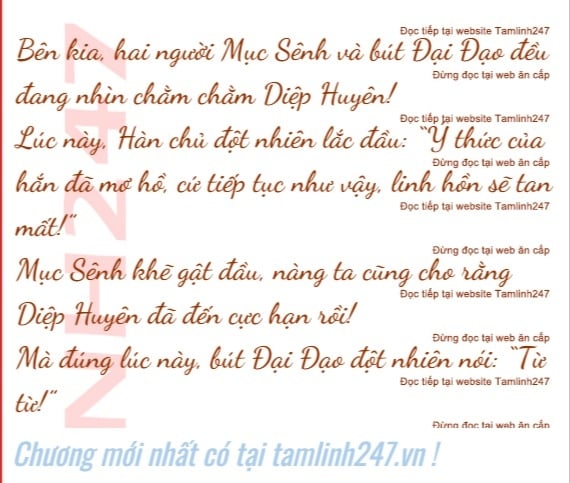 Đọc tiếp tại website Tamlinh247
Bên kia, hai người Mục Sênh và bút Đại Đạo đều
Đừng đọc tại web ăn cắp
đang nhìn chằm chằm Diệp Huyên!
Đọc tiếp tại website Tamlinh247
Lúc này, Hàn chủ đột nhiên lắc đầu: “Ý thức của
Đừng đọc tại web ăn cắp
hắn đã mơ hồ, cứ tiếp tục như vậy, linh hồn sẽ tan
Đọc tiếp tại website Tamlinh247
mất!”
Đừng đọc tại web ăn cắp
Mục Sênh khẽ gật đầu, nàng ta cũng cho rằng
Đọc tiếp tại website Tamlinh247
Diệp Huyên đã đến cực hạn rồi!
Đừng đọc tại web ăn cắp
Mà đúng lúc này, bút Đại Đạo đột nhiên nói: “Từ
Đọc tiếp tại website Tamlinh247
từ!”
Đừng đọc tại web ăn cắp
NH247
Chương mới nhất có tại tamlinh247.vn !